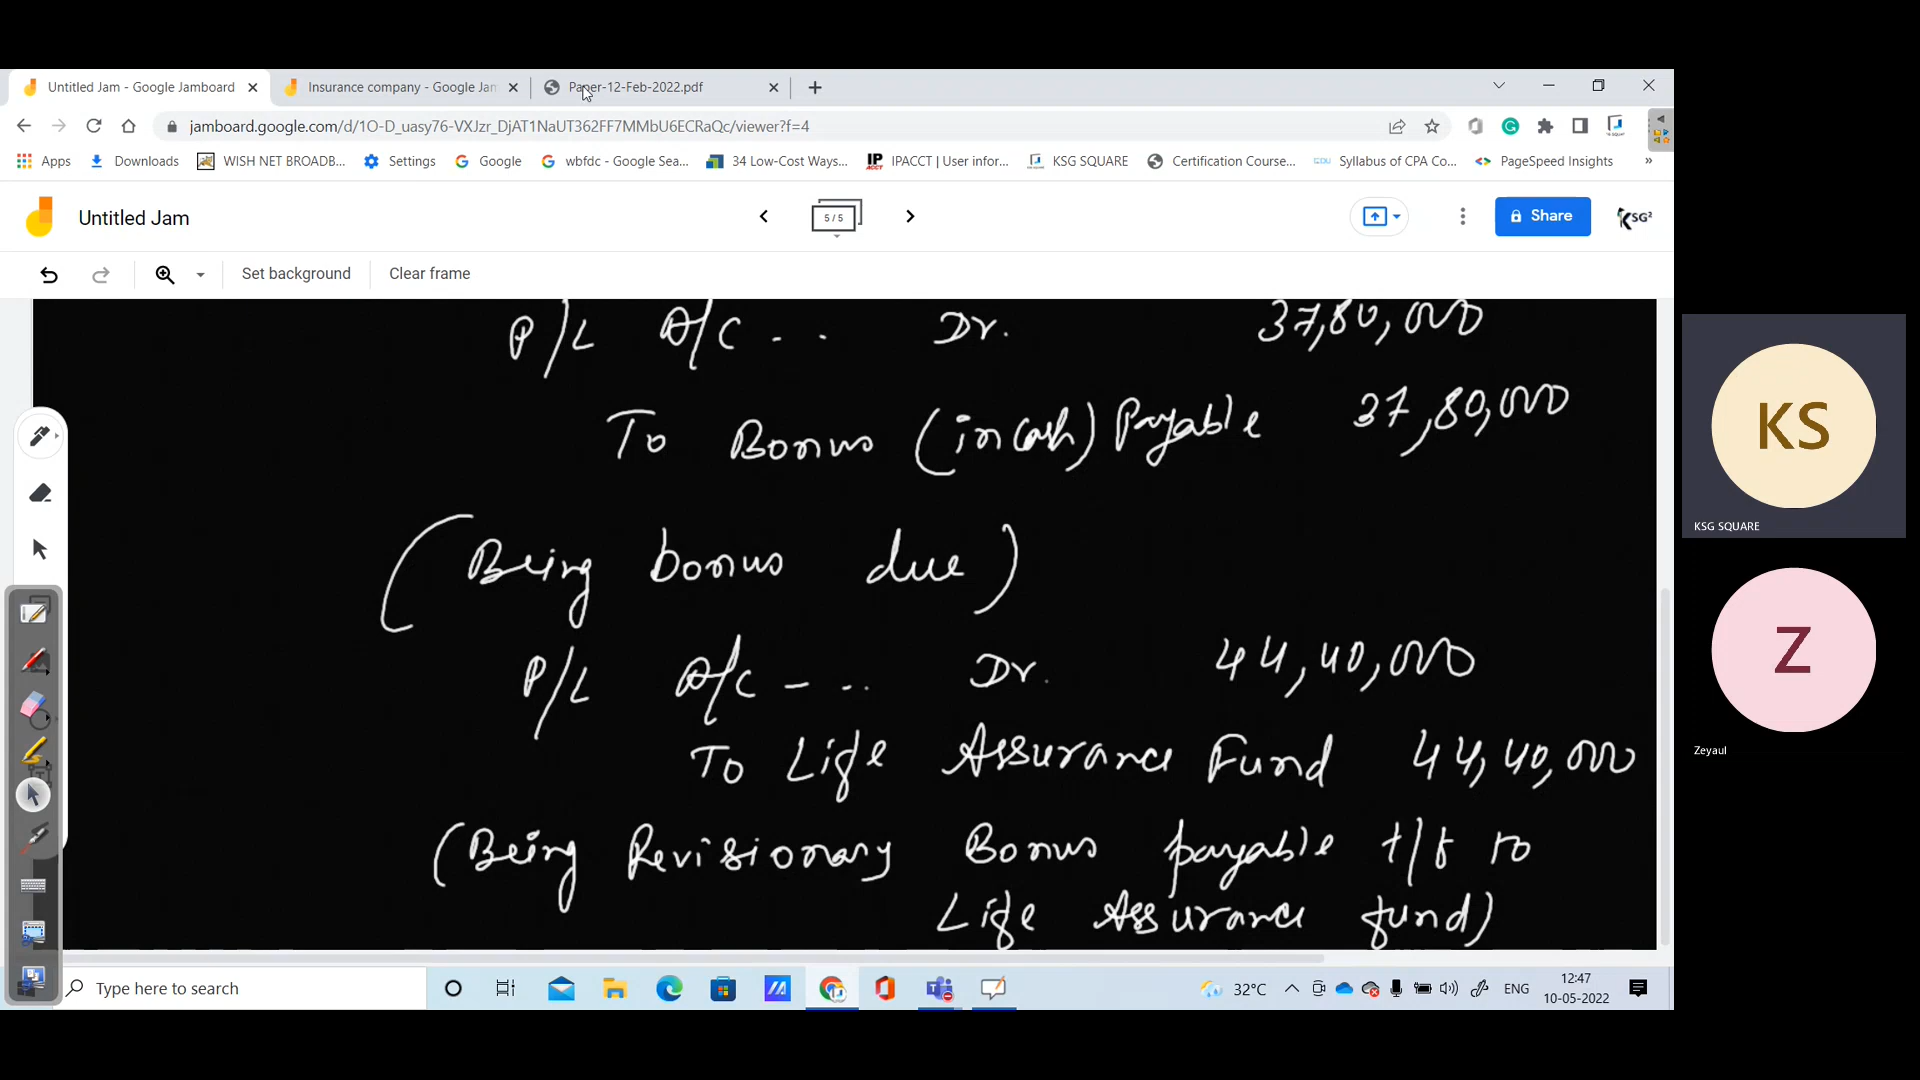 Untitled Jam - Google Jamboard
Insurance company - Google Jam
Paper-12-Feb-2022.pdf
jamboard.google.com/d/1O-D_uasy76-VXJzr_DjAT1NaUT362FF7MMbU6ECRaQc/viewer?f=4
Apps Downloads WISH NET BROADB... Settings Google wbfdc - Google Sea... 34 Low-Cost Ways... IPACCT | User infor... KSG SQUARE Certification Course... Syllabus of CPA Co... PageSpeed Insights »
Untitled Jam
5 / 5
Share
KSG²
Set background Clear frame
P/L A/C - - Dr. 37,80,000
To Bonus (in Cash) Payable 37,80,000
(Being bonus due)
P/L A/C - .. Dr. 44,40,000
To Life Assurance Fund 44,40,000
(Being Revisionary Bonus payable t/f to
Life Assurance fund)
KS
KSG SQUARE
Z
Zeyaul
Type here to search
32°C
ENG
12:47
10-05-2022